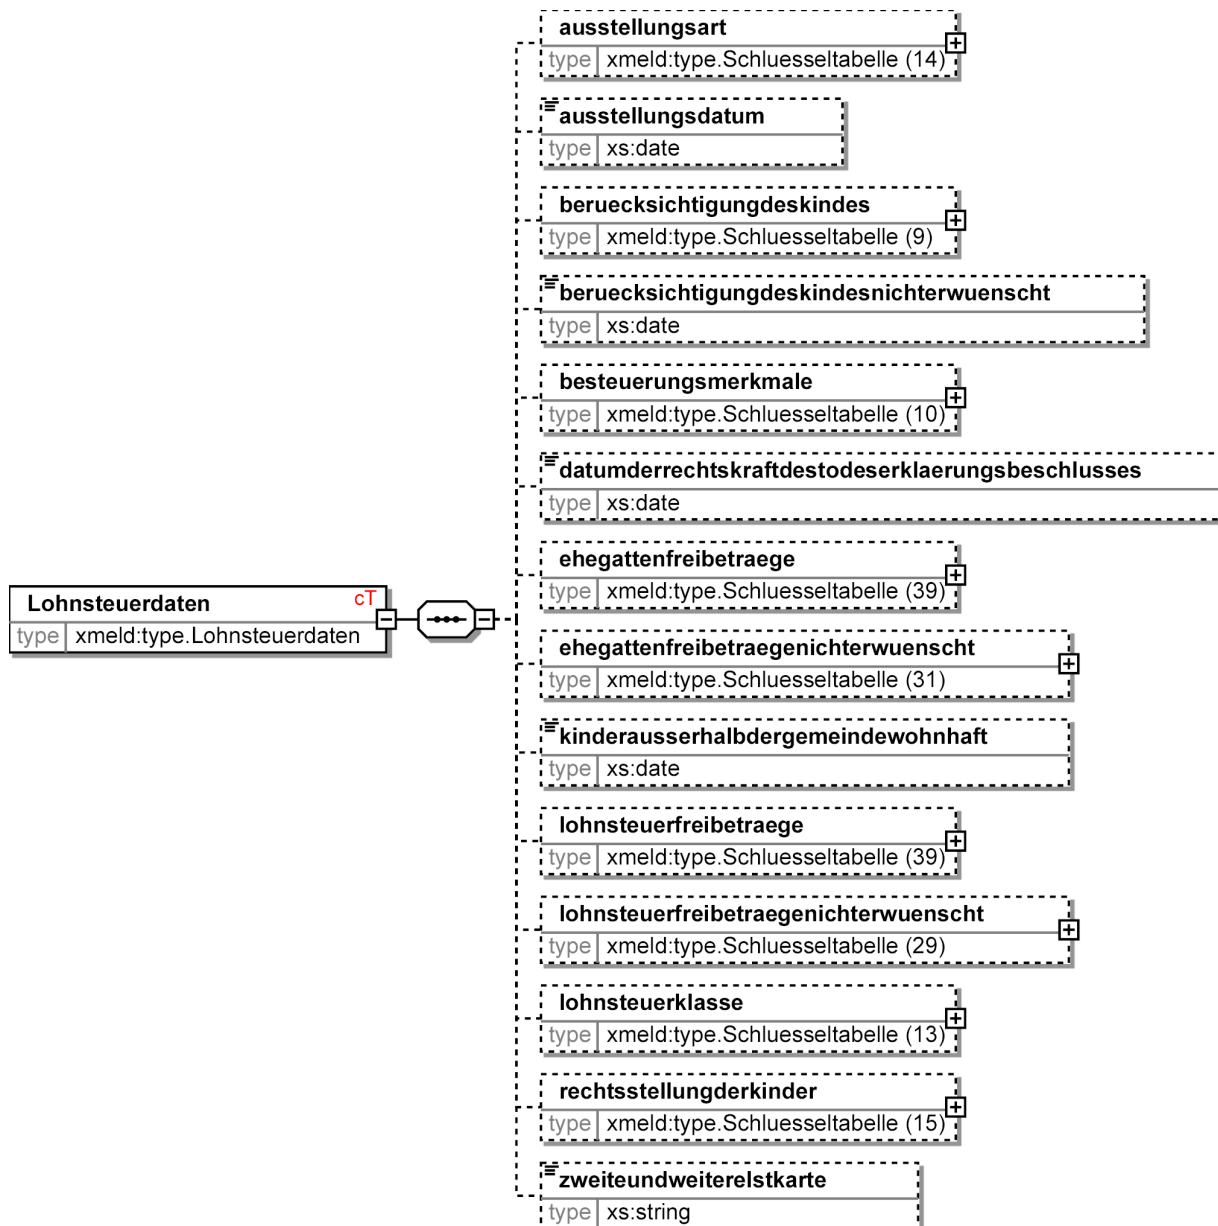 ausstellungsart
type xmeld:type.Schluesseltabelle (14)
ausstellungsdatum
type xs:date
beruecksichtigungdeskindes
type xmeld:type.Schluesseltabelle (9)
beruecksichtigungdeskindesnichterwuenscht
type xs:date
besteuerungsmerkmale
type xmeld:type.Schluesseltabelle (10)
datumderrechtskraftdestodeserklaerungsbeschlusses
type xs:date
ehegattenfreibetraege
type xmeld:type.Schluesseltabelle (39)
Lohnsteuerdaten cT
type xmeld:type.Lohnsteuerdaten
ehegattenfreibetraegenichterwuenscht
type xmeld:type.Schluesseltabelle (31)
kinderausserhalbdergemeindewohnhaft
type xs:date
lohnsteuerfreibetraege
type xmeld:type.Schluesseltabelle (39)
lohnsteuerfreibetraegenichterwuenscht
type xmeld:type.Schluesseltabelle (29)
lohnsteuerklasse
type xmeld:type.Schluesseltabelle (13)
rechtsstellungderkinder
type xmeld:type.Schluesseltabelle (15)
zweiteundweiterelstkarte
type xs:string